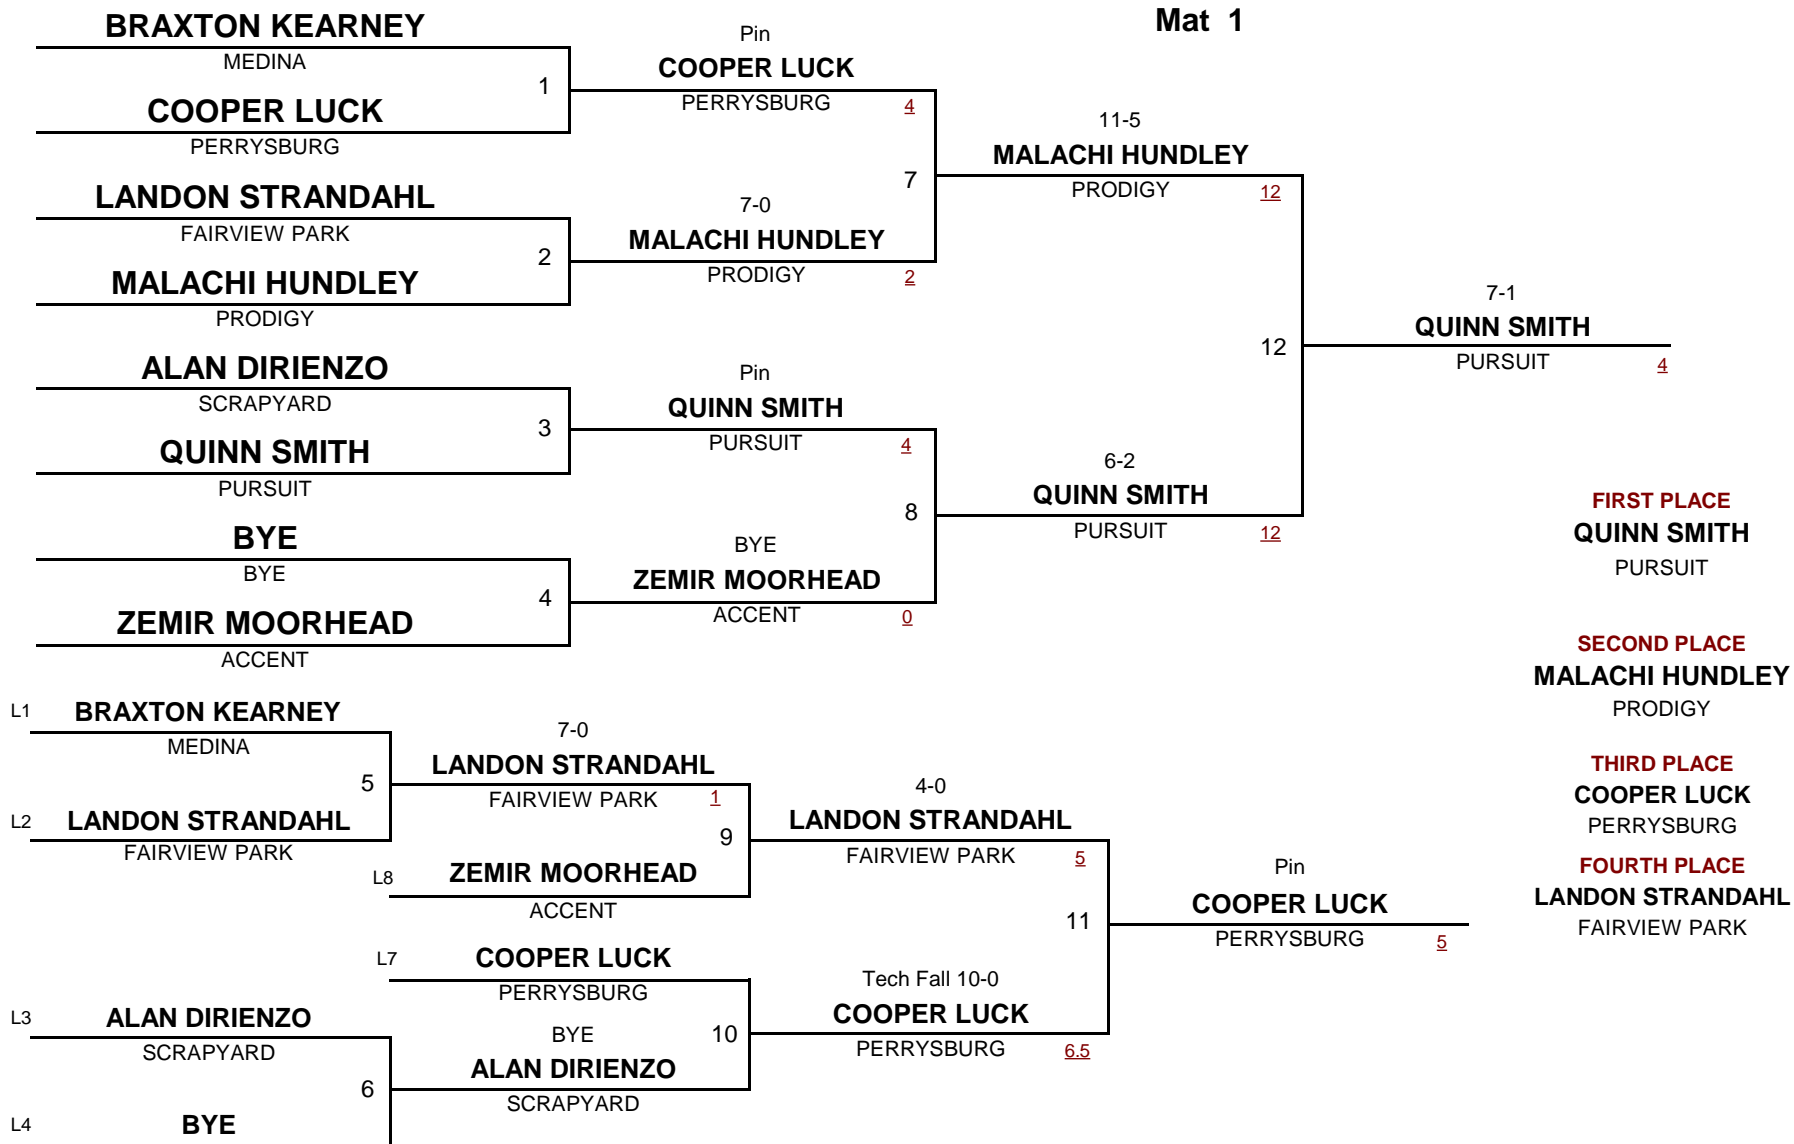 Mat 1
BRAXTON KEARNEY
MEDINA
1
COOPER LUCK
PERRYSBURG
LANDON STRANDAHL
FAIRVIEW PARK
2
MALACHI HUNDLEY
PRODIGY
ALAN DIRIENZO
SCRAPYARD
3
QUINN SMITH
PURSUIT
BYE
BYE
4
ZEMIR MOORHEAD
ACCENT
Pin
COOPER LUCK
PERRYSBURG 4
7
7-0
MALACHI HUNDLEY
PRODIGY 2
Pin
QUINN SMITH
PURSUIT 4
8
BYE
ZEMIR MOORHEAD
ACCENT 0
11-5
MALACHI HUNDLEY
PRODIGY 12
12
6-2
QUINN SMITH
PURSUIT 12
7-1
QUINN SMITH
PURSUIT 4
FIRST PLACE
QUINN SMITH
PURSUIT
SECOND PLACE
MALACHI HUNDLEY
PRODIGY
THIRD PLACE
COOPER LUCK
PERRYSBURG
FOURTH PLACE
LANDON STRANDAHL
FAIRVIEW PARK
L1 BRAXTON KEARNEY
MEDINA
5
L2 LANDON STRANDAHL
FAIRVIEW PARK
7-0
LANDON STRANDAHL
FAIRVIEW PARK 1
9
L8 ZEMIR MOORHEAD
ACCENT
4-0
LANDON STRANDAHL
FAIRVIEW PARK 5
11
L7 COOPER LUCK
PERRYSBURG
10
L3 ALAN DIRIENZO
SCRAPYARD
6
L4 BYE
BYE
ALAN DIRIENZO
SCRAPYARD
Tech Fall 10-0
COOPER LUCK
PERRYSBURG 6.5
Pin
COOPER LUCK
PERRYSBURG 5